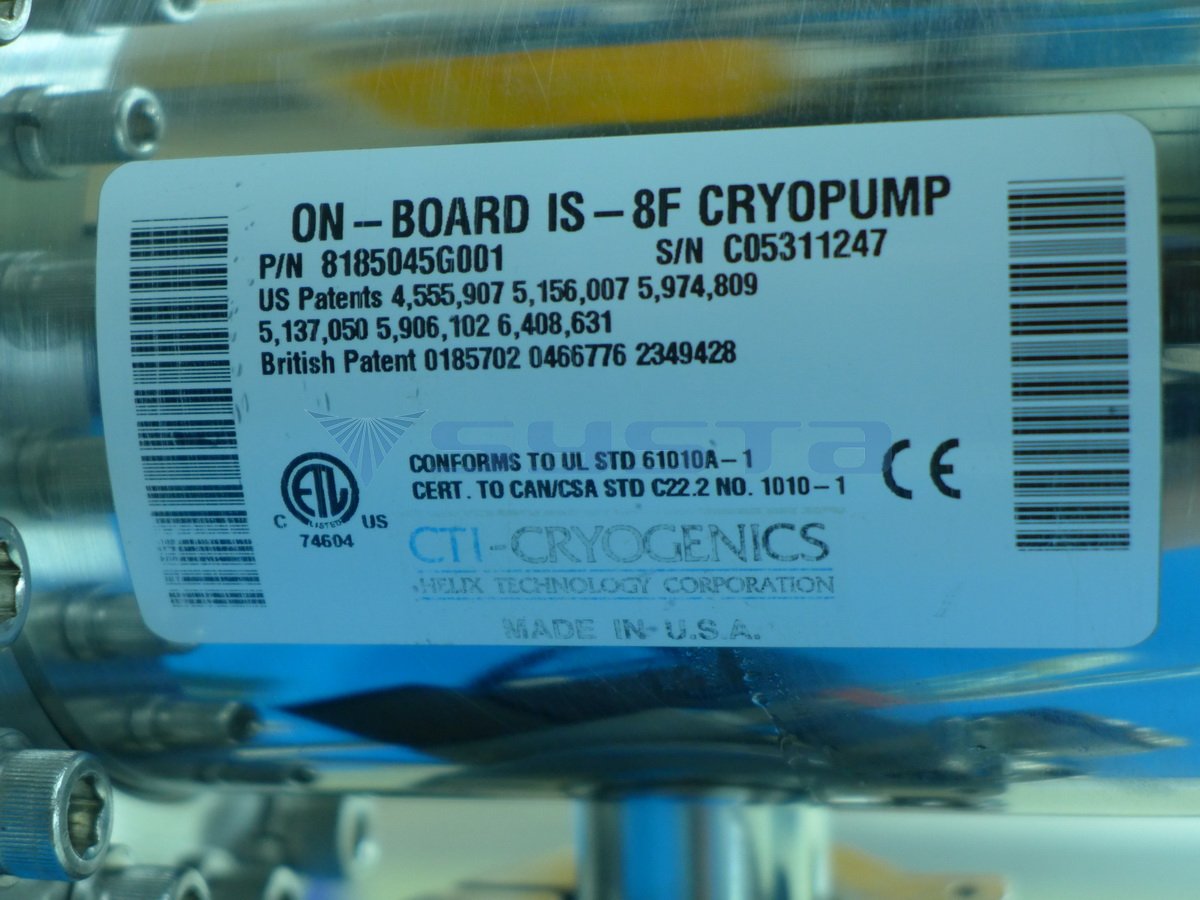 ON-BOARD IS-8F CRYOPUMP
P/N 8185045G001 S/N C05311247
US Patents 4,555,907 5,156,007 5,974,809
5,137,050 5,906,102 6,408,631
British Patent 0185702 0466776 2349428
systa
CONFORMS TO UL STD 61010A-1
CERT. TO CAN/CSA STD C22.2 NO. 1010-1
CE
ETL
LISTED
C US
74604
CTI-CRYOGENICS
HELIX TECHNOLOGY CORPORATION
MADE IN U.S.A.